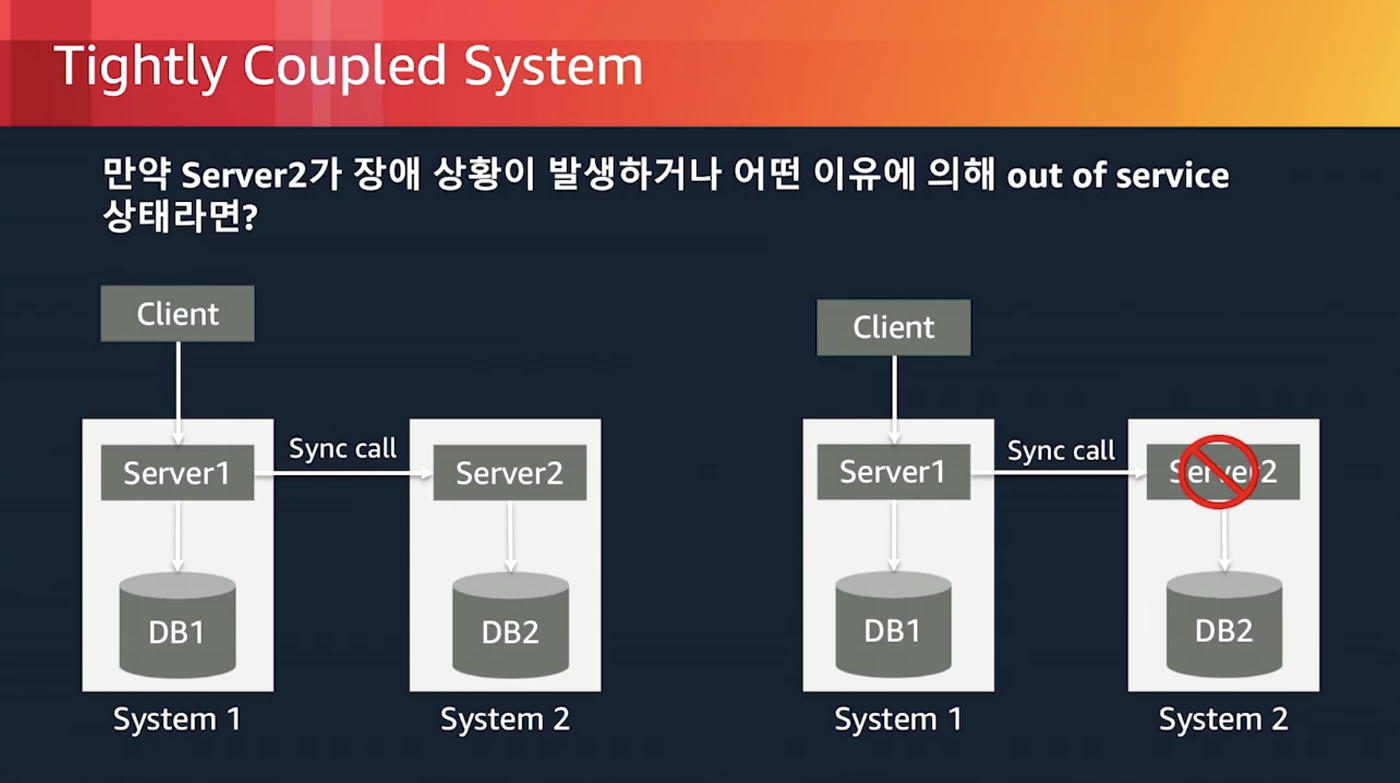 Tightly Coupled System
만약 Server2가 장애 상황이 발생하거나 어떤 이유에 의해 out of service
상태라면?
Client
Sync call
Server1
Server2
DB1
DB2
System 1
System 2
Client
Sync call
Server1
Server2
DB1
DB2
System 1
System 2